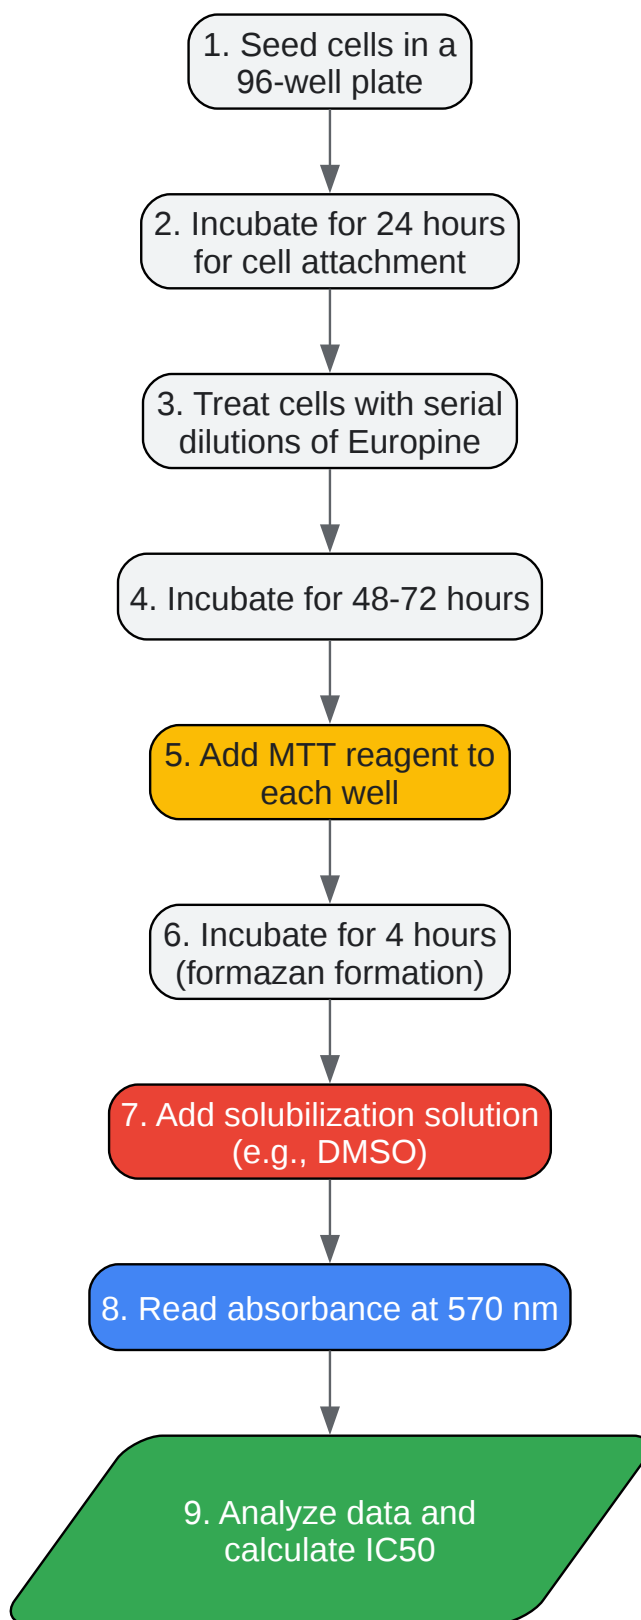 1. Seed cells in a
96-well plate
2. Incubate for 24 hours
for cell attachment
3. Treat cells with serial
dilutions of Europine
4. Incubate for 48-72 hours
5. Add MTT reagent to
each well
6. Incubate for 4 hours
(formazan formation)
7. Add solubilization solution
(e.g., DMSO)
8. Read absorbance at 570 nm
9. Analyze data and
calculate IC50